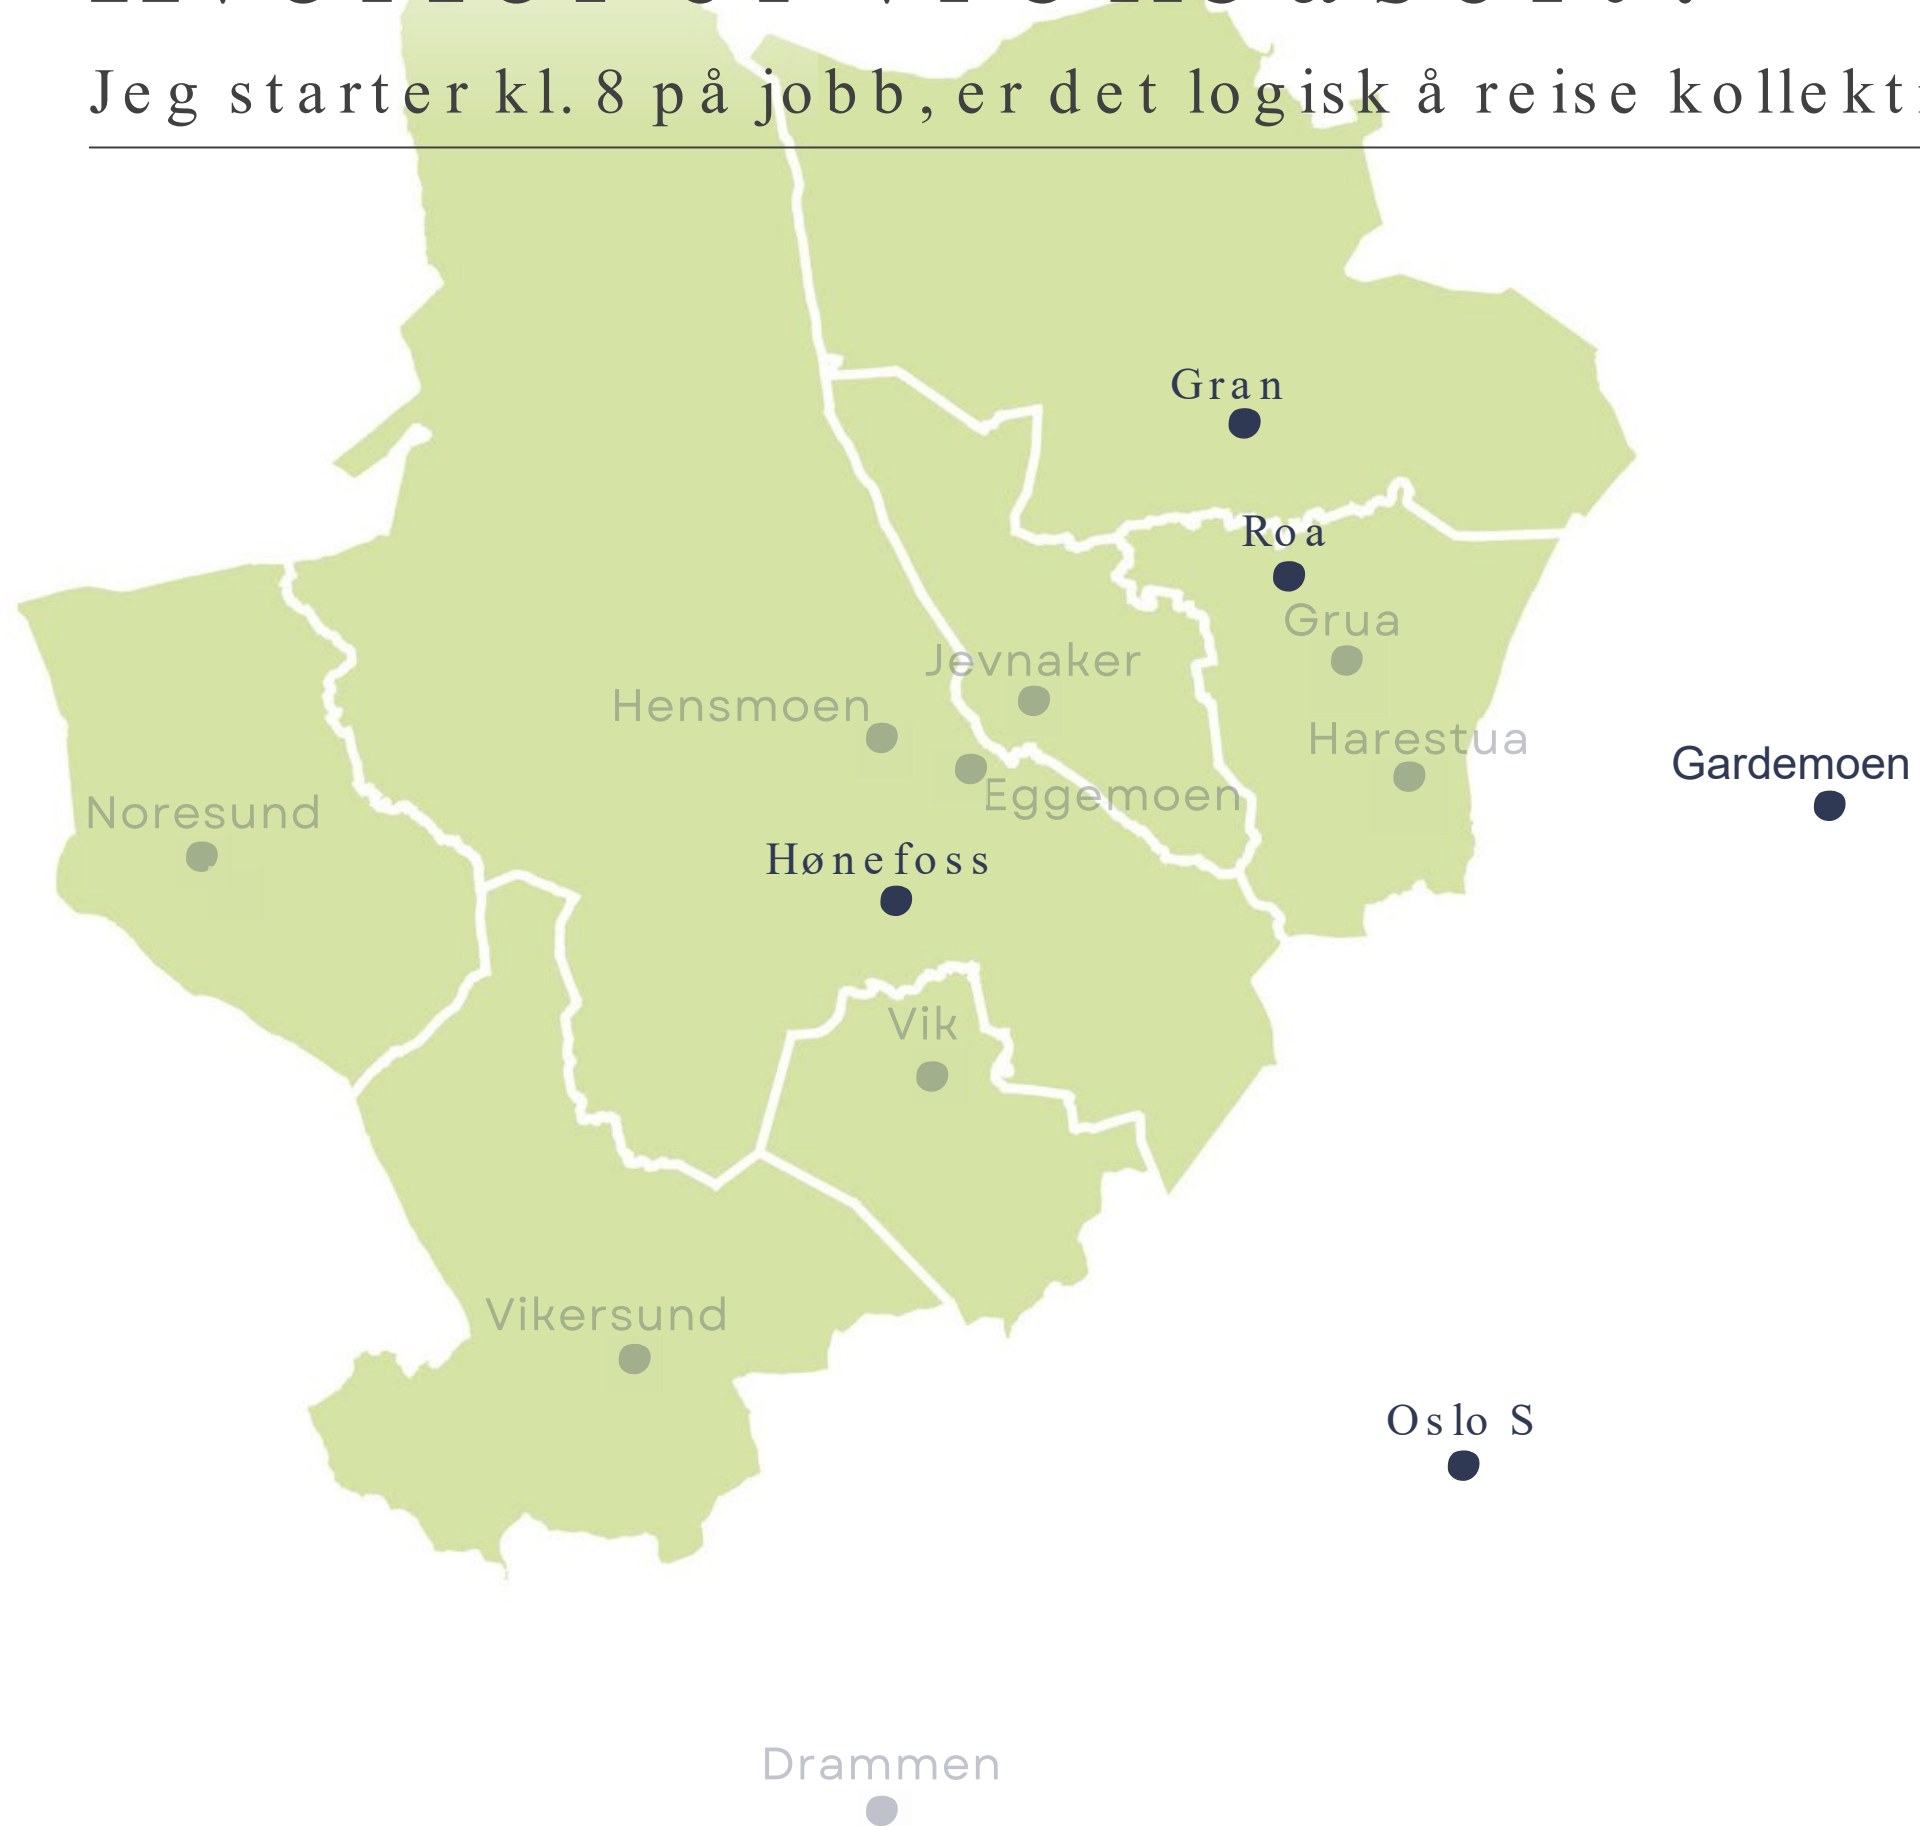 Jeg starter kl. 8 på jobb, er det logisk å reise
Gran
Roa
Grua
Jevnaker
Hensmoen
Harestua
Gardemoen
Eggemoen
Noresund
Hønefoss
Vik
Vikersund
Oslo S
Drammen